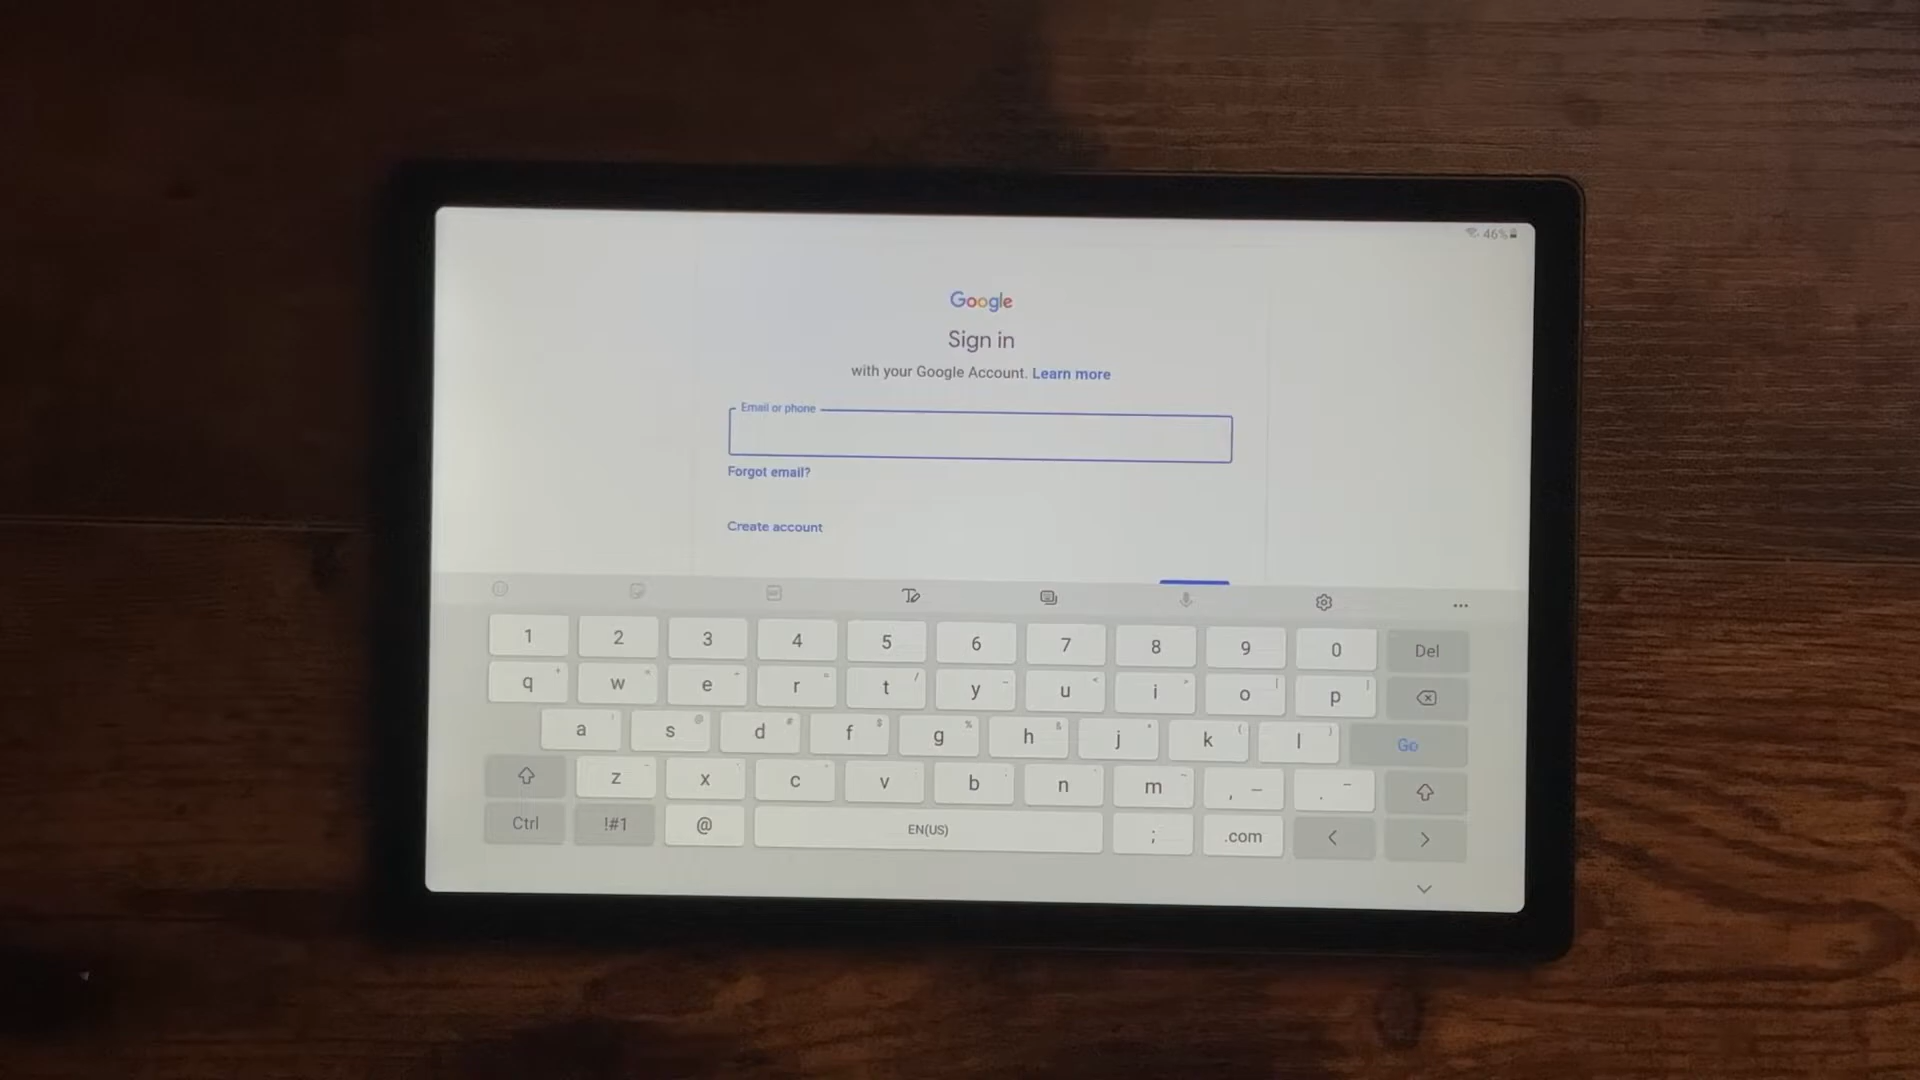 46%
Google
Sign in
with your Google Account. Learn more
Email or phone
Forgot email?
Create account
1 2 3 4 5 6 7 8 9 0 Del
q w e r t y u i o p
a s d f g h j k l Go
z x c v b n m , .
Ctrl !#1 @ EN(US) ; .com < >